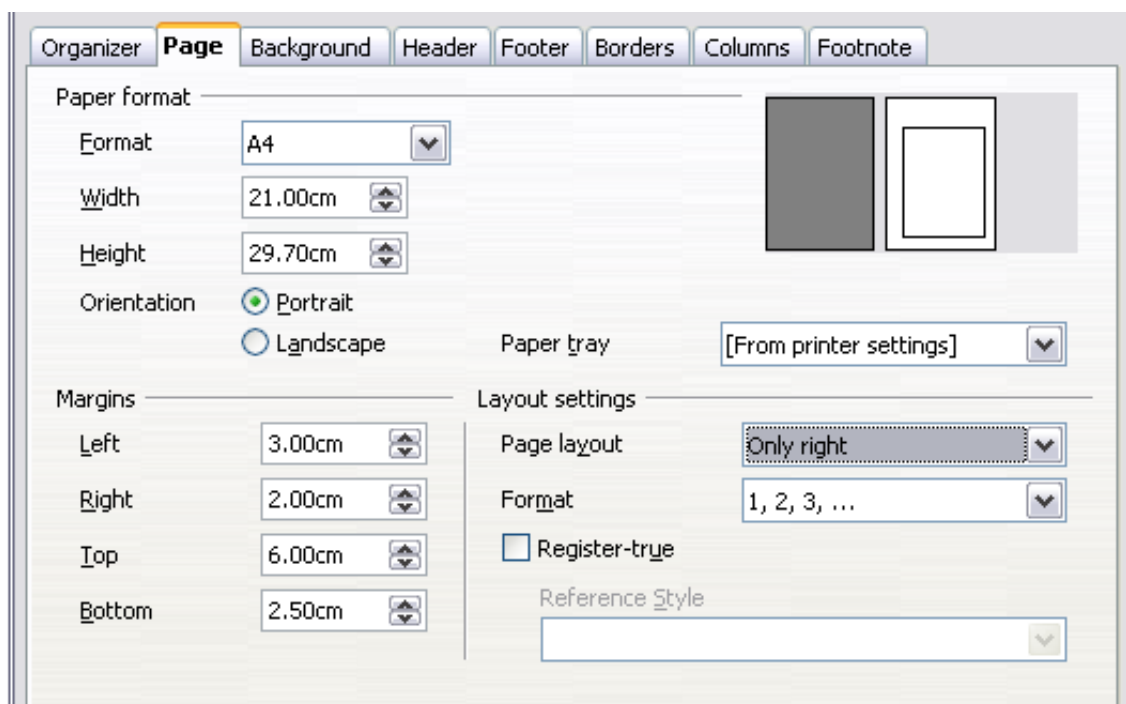 Organizer Page Background Header Footer Borders Columns Footnote
Paper format
Format A4
Width 21.00cm
Height 29.70cm
Orientation Portrait
Landscape Paper tray [From printer settings]
Margins Layout settings
Left 3.00cm Page layout Only right
Right 2.00cm Format 1, 2, 3, ...
Top 6.00cm Register-true
Reference Style
Bottom 2.50cm